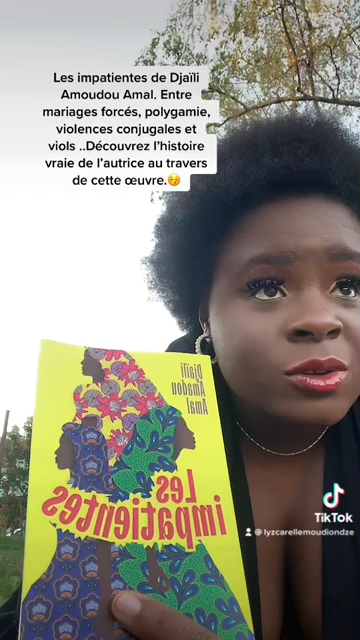 Les impatientes de Djaïli
Amoudou Amal. Entre
mariages forcés, polygamie,
violences conjugales et
viols ..Découvrez l'histoire
vraie de l'autrice au travers
de cette œuvre.😚
Djaïli
Amadou
Amal
Les
impatientes
TikTok
@lyzcarellemoudiondze